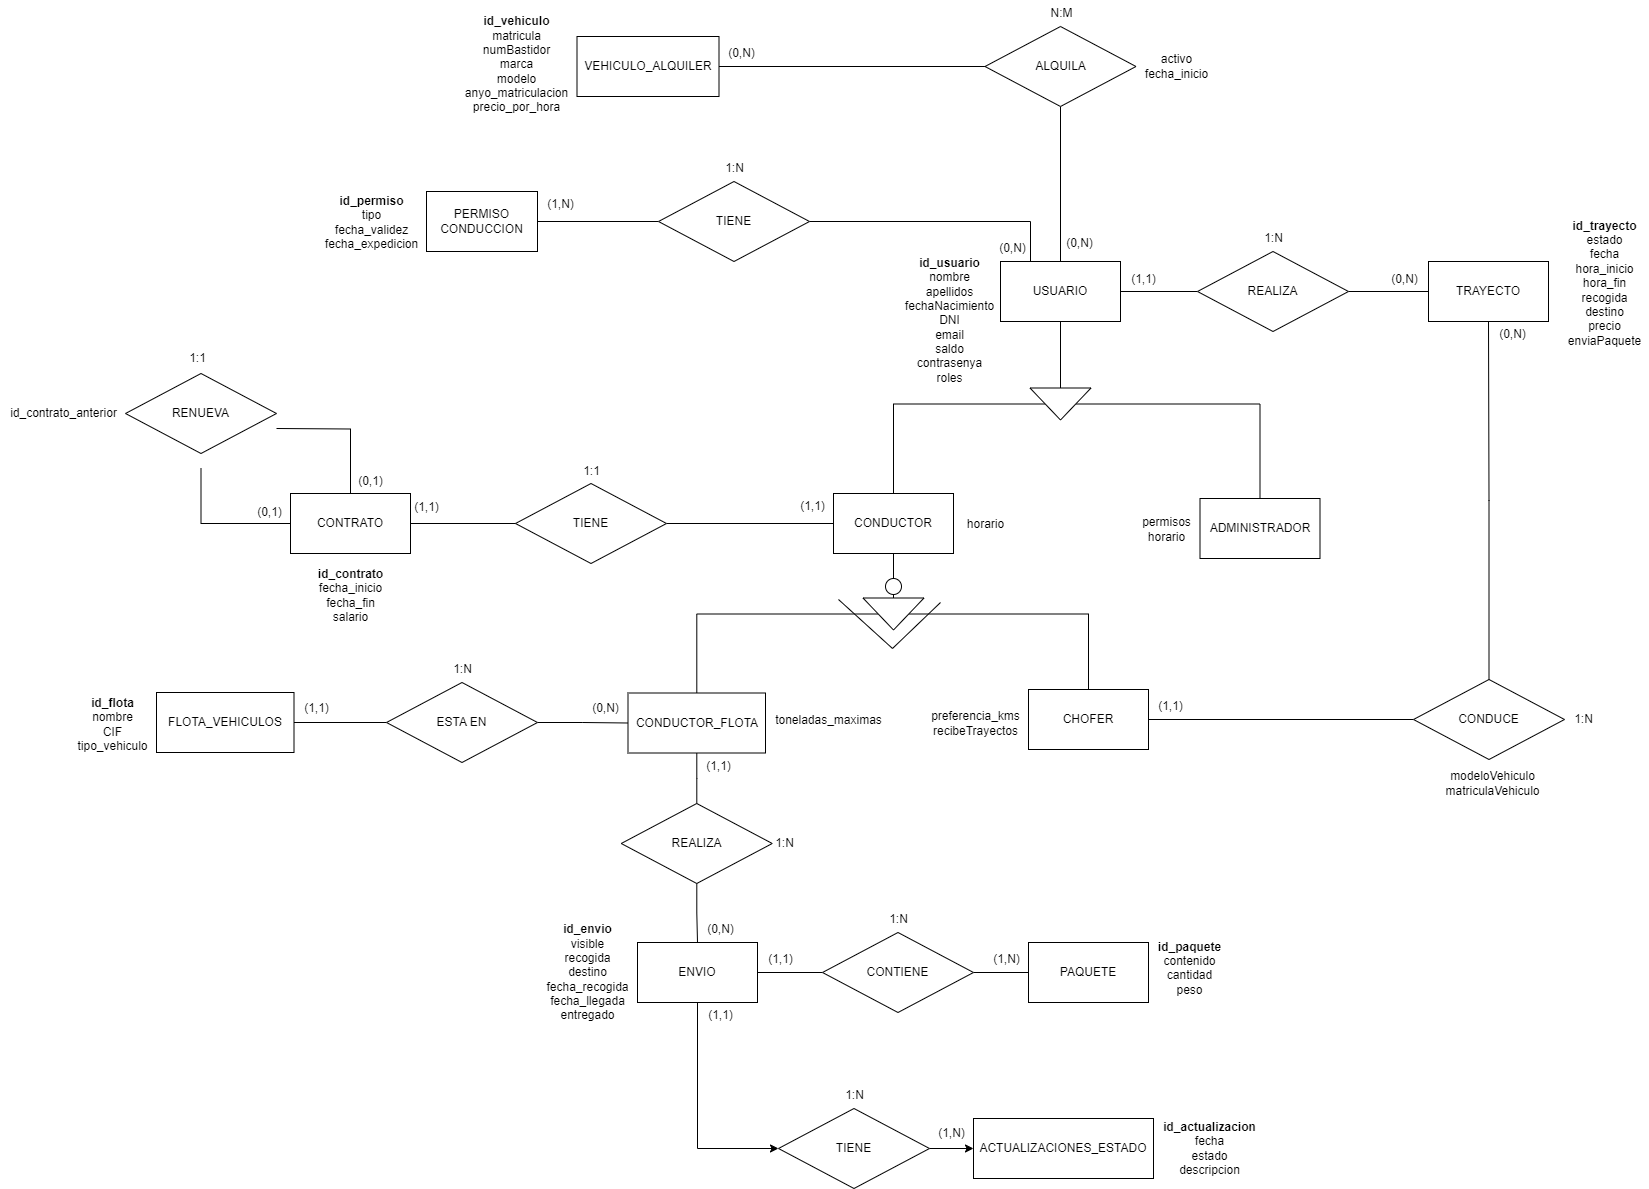 N:M
id_vehiculo
matricula
numBastidor
marca
modelo
anyo_matriculacion
precio_por_hora
VEHICULO_ALQUILER
(0,N)
ALQUILA
activo
fecha_inicio
1:N
id_permiso
tipo
fecha_validez
fecha_expedicion
PERMISO
CONDUCCION
(1,N)
TIENE
(0,N)
(0,N)
id_usuario
nombre
apellidos
fechaNacimiento
DNI
email
saldo
contrasenya
roles
USUARIO
(1,1)
1:N
REALIZA
(0,N)
TRAYECTO
id_trayecto
estado
fecha
hora_inicio
hora_fin
recogida
destino
precio
enviaPaquete
(0,N)
1:1
id_contrato_anterior
RENUEVA
(0,1)
(0,1)
CONTRATO
(1,1)
id_contrato
fecha_inicio
fecha_fin
salario
1:1
TIENE
(1,1)
CONDUCTOR
horario
permisos
horario
ADMINISTRADOR
id_flota
nombre
CIF
tipo_vehiculo
FLOTA_VEHICULOS
(1,1)
1:N
ESTA EN
(0,N)
CONDUCTOR_FLOTA
toneladas_maximas
(1,1)
preferencia_kms
recibeTrayectos
CHOFER
(1,1)
CONDUCE
1:N
modeloVehiculo
matriculaVehiculo
REALIZA
1:N
(0,N)
id_envio
visible
recogida
destino
fecha_recogida
fecha_llegada
entregado
ENVIO
(1,1)
(1,1)
1:N
CONTIENE
(1,N)
PAQUETE
id_paquete
contenido
cantidad
peso
1:N
TIENE
(1,N)
ACTUALIZACIONES_ESTADO
id_actualizacion
fecha
estado
descripcion